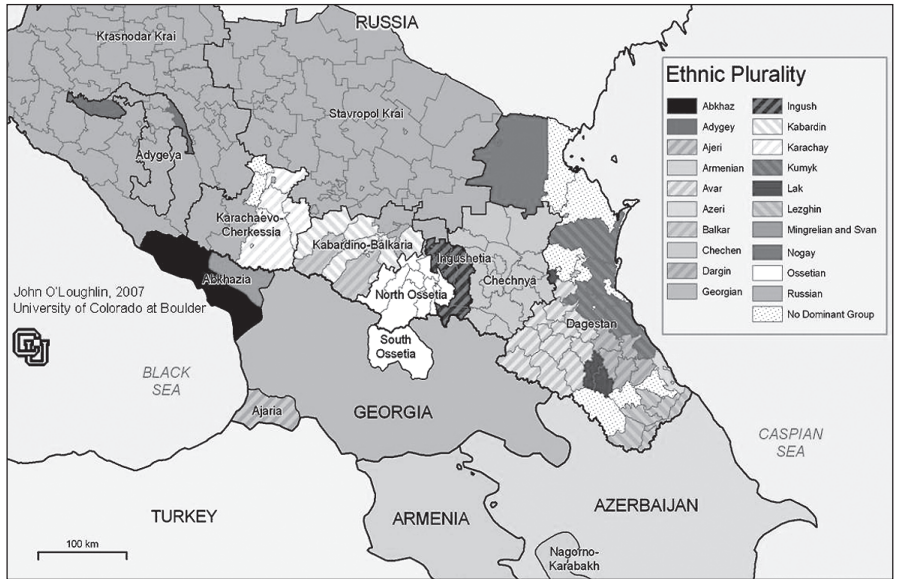 RUSSIA
Krasnodar Krai
Stavropol Krai
Adygeya
Karachaevo-
Cherkessia
Kabardino-Balkaria
Ingushetia
Abkhazia
North Ossetia
Chechnya
John O'Loughlin, 2007
University of Colorado at Boulder
CU
Dagestan
South
Ossetia
BLACK
SEA
Ajaria
GEORGIA
CASPIAN
SEA
TURKEY
ARMENIA
AZERBAIJAN
Nagorno-
Karabakh
100 km
Ethnic Plurality
Abkhaz
Adygey
Ajeri
Armenian
Avar
Azeri
Balkar
Chechen
Dargin
Georgian
Ingush
Kabardin
Karachay
Kumyk
Lak
Lezghin
Mingrelian and Svan
Nogay
Ossetian
Russian
No Dominant Group